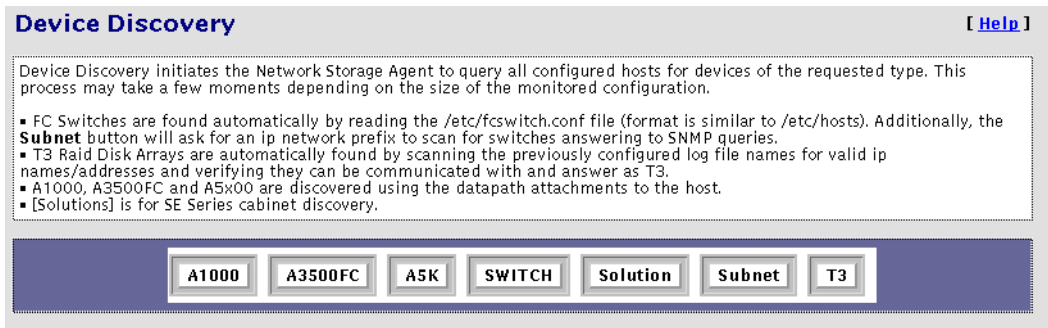 Device Discovery [ Help ]
Device Discovery initiates the Network Storage Agent to query all configured hosts for devices of the requested type. This
process may take a few moments depending on the size of the monitored configuration.
▪ FC Switches are found automatically by reading the /etc/fcswitch.conf file (format is similar to /etc/hosts). Additionally, the
Subnet button will ask for an ip network prefix to scan for switches answering to SNMP queries.
▪ T3 Raid Disk Arrays are automatically found by scanning the previously configured log file names for valid ip
names/addresses and verifying they can be communicated with and answer as T3.
▪ A1000, A3500FC and A5x00 are discovered using the datapath attachments to the host.
▪ [Solutions] is for SE Series cabinet discovery.
A1000 A3500FC A5K SWITCH Solution Subnet T3